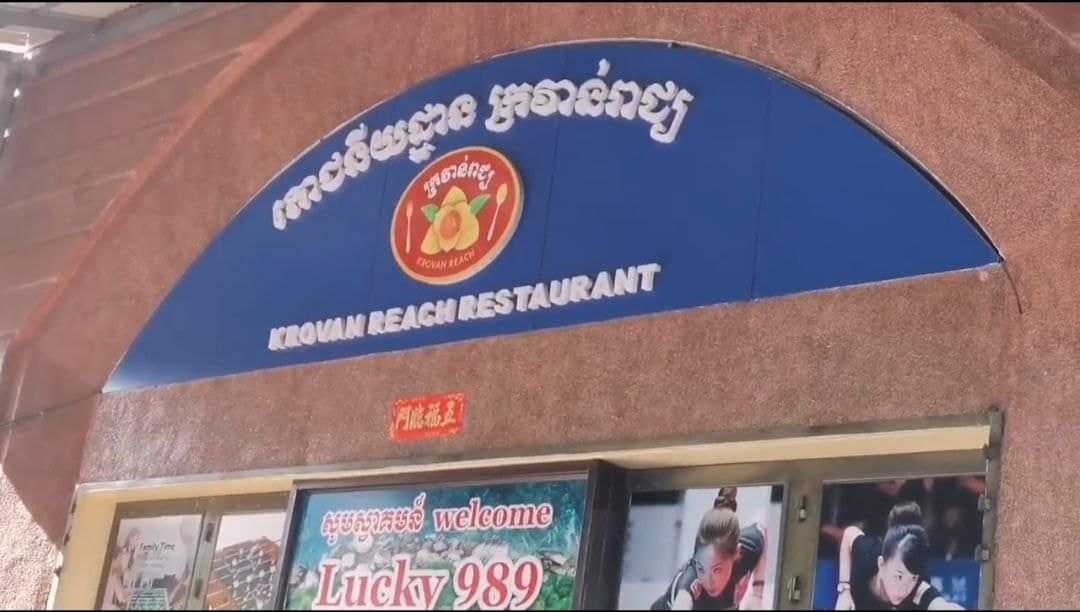 ភោជនីយដ្ឋាន ក្រវាន់រាជ្យ
ក្រវាន់រាជ្យ
KROVAN REACH
KROVAN REACH RESTAURANT
門臨福五
សូមស្វាគមន៍ welcome
Lucky 989
Family Time